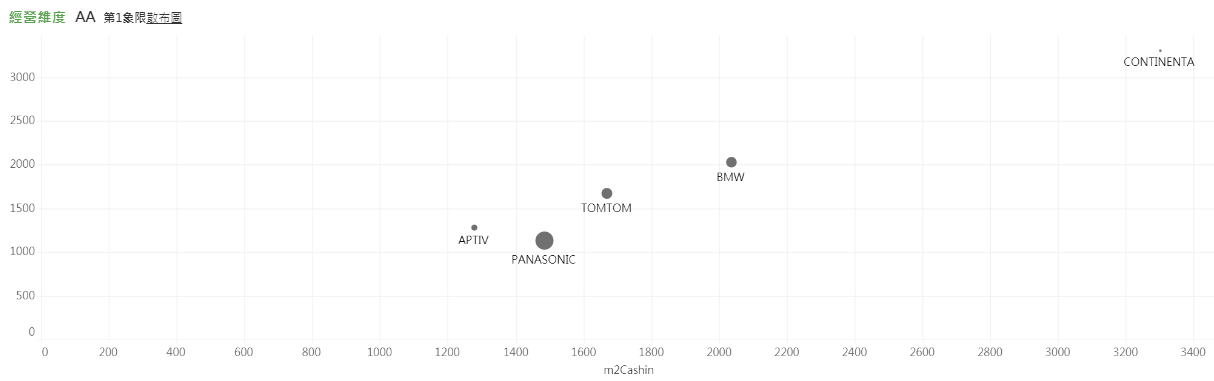 經營維度 AA 第1象限散布圖
3000
2500
2000
1500
1000
500
0
CONTINENTA
BMW
TOMTOM
APTIV
PANASONIC
0 200 400 600 800 1000 1200 1400 1600 1800 2000 2200 2400 2600 2800 3000 3200 3400
m2Cashin